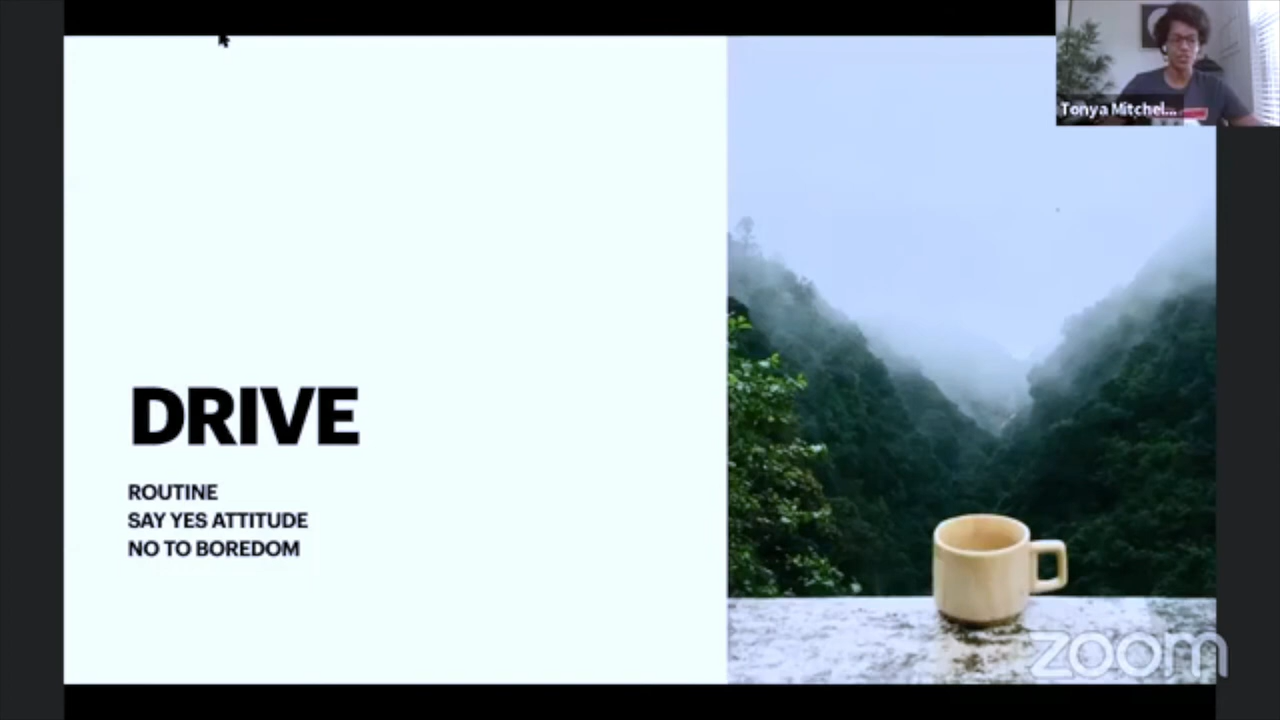 Tonya Mitchel...
DRIVE
ROUTINE
SAY YES ATTITUDE
NO TO BOREDOM
zoom